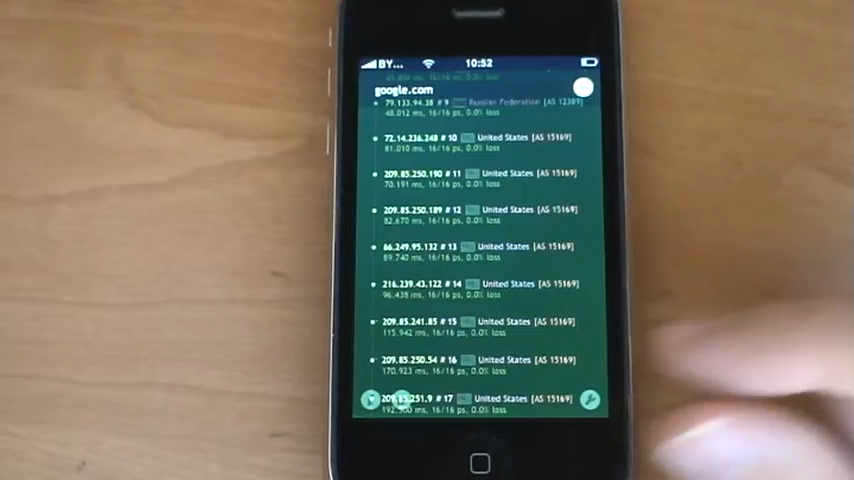 BY... 10:52
google.com
79.133.94.38 # 9 Russian Federation [AS 12389]
48.012 ms, 16/16 ps, 0.0% loss
72.14.236.248 # 10 United States [AS 15169]
81.010 ms, 16/16 ps, 0.0% loss
209.85.250.190 # 11 United States [AS 15169]
70.191 ms, 16/16 ps, 0.0% loss
209.85.250.189 # 12 United States [AS 15169]
82.670 ms, 16/16 ps, 0.0% loss
66.249.95.132 # 13 United States [AS 15169]
89.740 ms, 16/16 ps, 0.0% loss
216.239.43.122 # 14 United States [AS 15169]
96.438 ms, 16/16 ps, 0.0% loss
209.85.241.85 # 15 United States [AS 15169]
115.942 ms, 16/16 ps, 0.0% loss
209.85.250.54 # 16 United States [AS 15169]
170.923 ms, 16/16 ps, 0.0% loss
209.85.251.9 # 17 United States [AS 15169]
16/16 ps, 0.0% loss